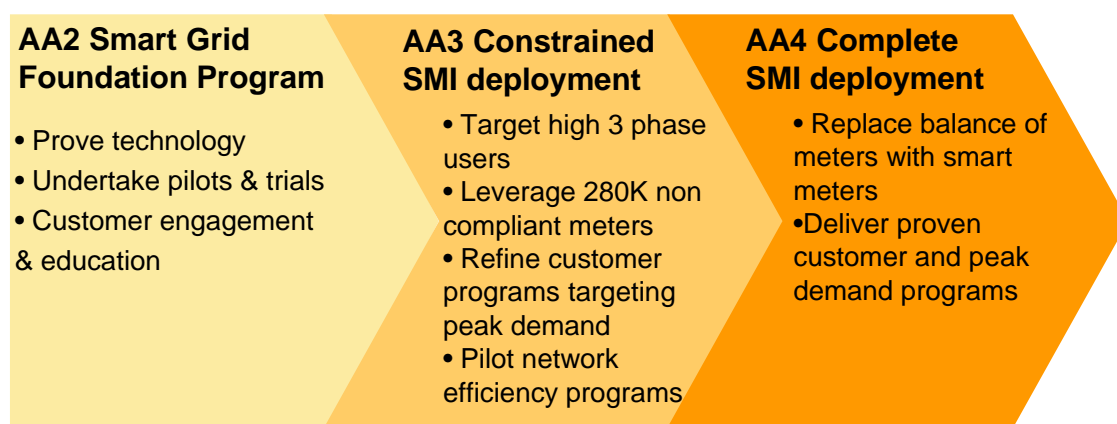 AA2 Smart Grid
Foundation Program
• Prove technology
• Undertake pilots & trials
• Customer engagement
& education
AA3 Constrained
SMI deployment
• Target high 3 phase
users
• Leverage 280K non
compliant meters
• Refine customer
programs targeting
peak demand
• Pilot network
efficiency programs
AA4 Complete
SMI deployment
• Replace balance of
meters with smart
meters
•Deliver proven
customer and peak
demand programs